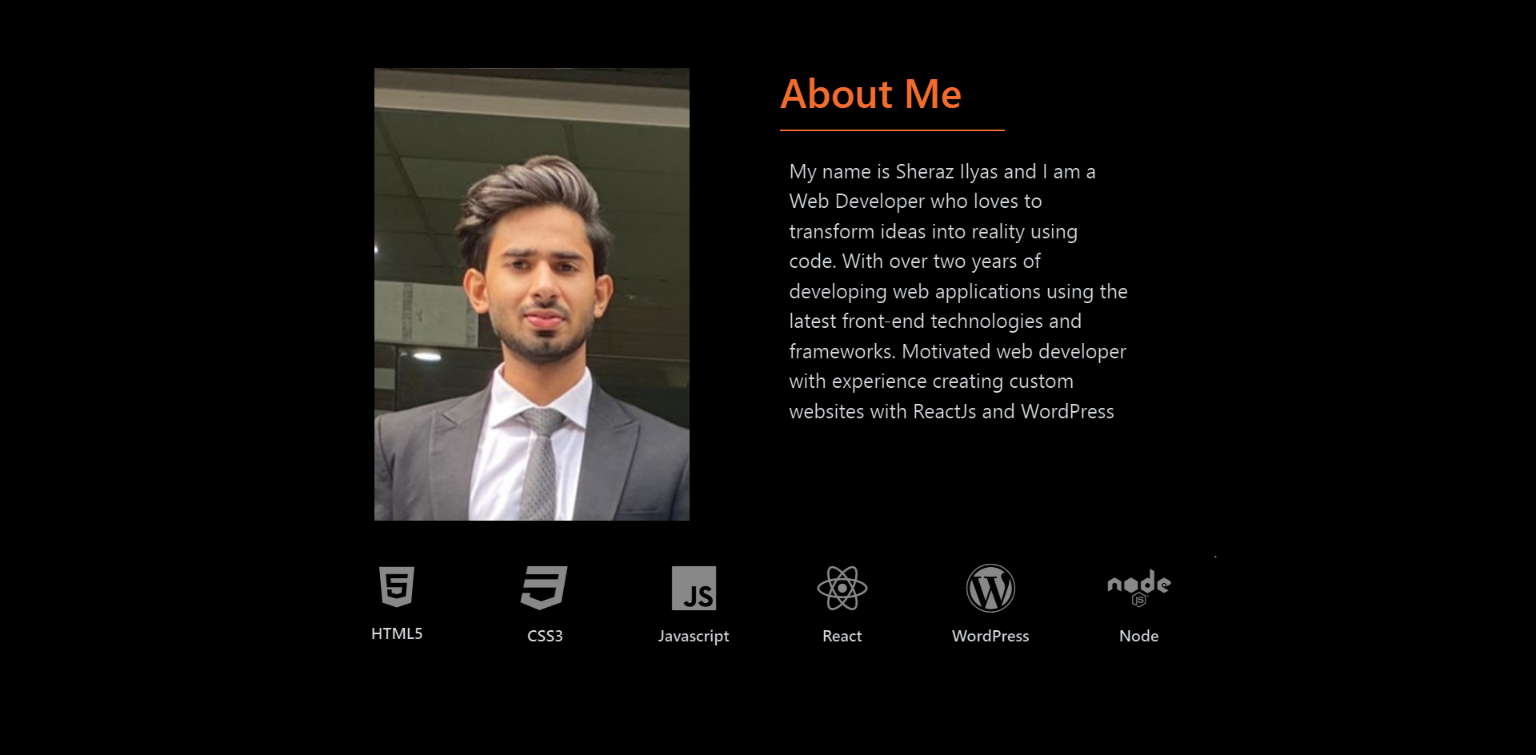 About Me
My name is Sheraz Ilyas and I am a
Web Developer who loves to
transform ideas into reality using
code. With over two years of
developing web applications using the
latest front-end technologies and
frameworks. Motivated web developer
with experience creating custom
websites with ReactJs and WordPress
5
JS
W
node
JS
HTML5
CSS3
Javascript
React
WordPress
Node